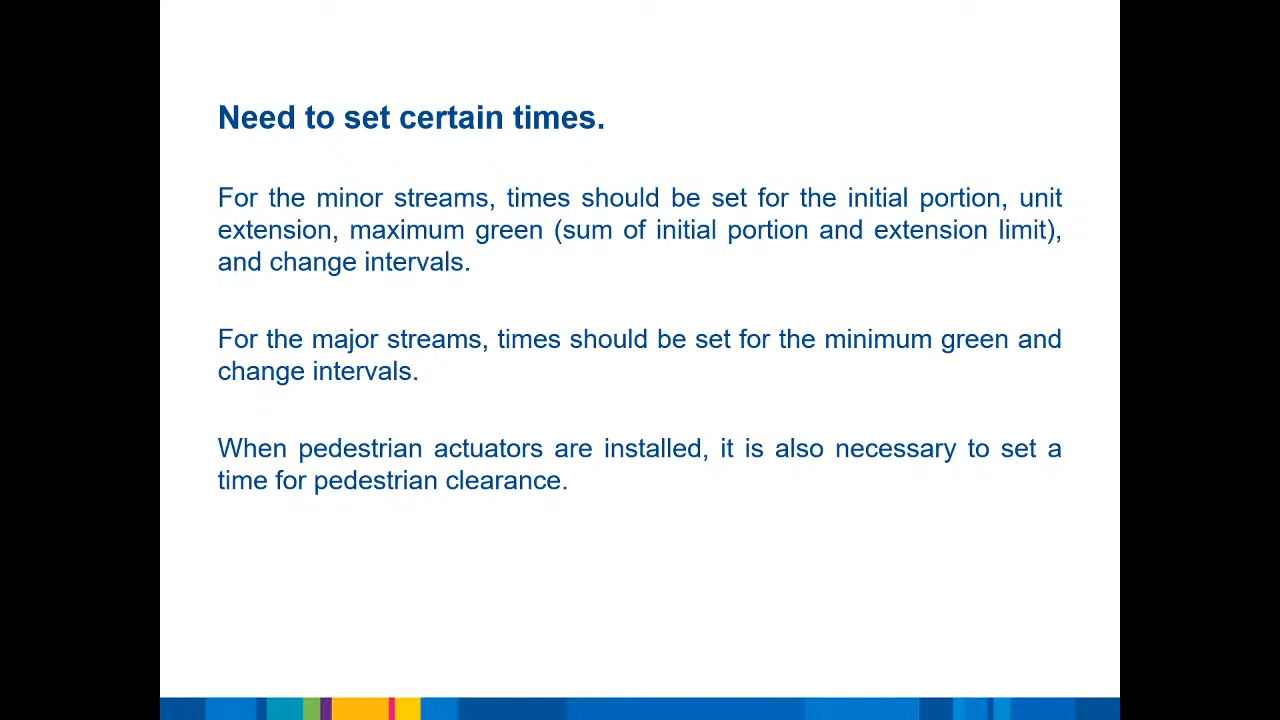 Need to set certain times.
For the minor streams, times should be set for the initial portion, unit
extension, maximum green (sum of initial portion and extension limit),
and change intervals.
For the major streams, times should be set for the minimum green and
change intervals.
When pedestrian actuators are installed, it is also necessary to set a
time for pedestrian clearance.